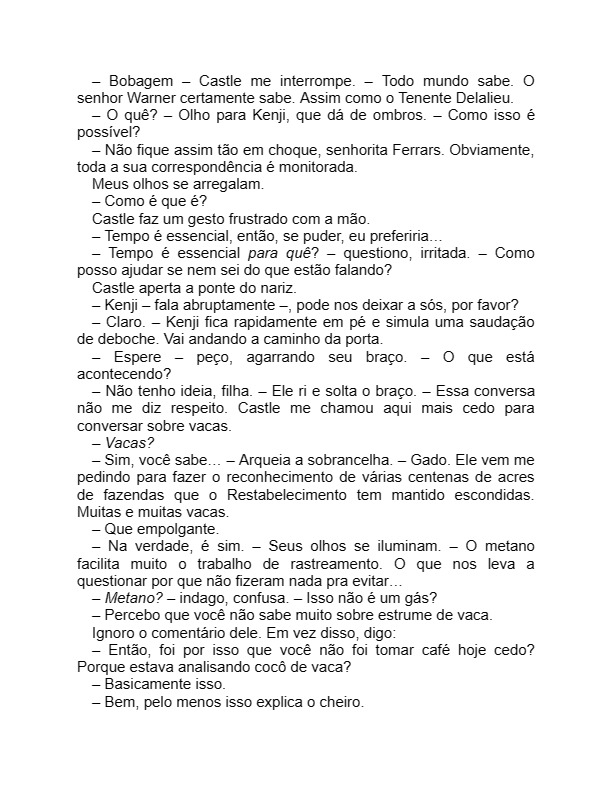 – Bobagem – Castle me interrompe. – Todo mundo sabe. O
senhor Warner certamente sabe. Assim como o Tenente Delalieu.
– O quê? – Olho para Kenji, que dá de ombros. – Como isso é
possível?
– Não fique assim tão em choque, senhorita Ferrars. Obviamente,
toda a sua correspondência é monitorada.
Meus olhos se arregalam.
– Como é que é?
Castle faz um gesto frustrado com a mão.
– Tempo é essencial, então, se puder, eu preferiria…
– Tempo é essencial para quê? – questiono, irritada. – Como
posso ajudar se nem sei do que estão falando?
Castle aperta a ponte do nariz.
– Kenji – fala abruptamente –, pode nos deixar a sós, por favor?
– Claro. – Kenji fica rapidamente em pé e simula uma saudação
de deboche. Vai andando a caminho da porta.
– Espere – peço, agarrando seu braço. – O que está
acontecendo?
– Não tenho ideia, filha. – Ele ri e solta o braço. – Essa conversa
não me diz respeito. Castle me chamou aqui mais cedo para
conversar sobre vacas.
– Vacas?
– Sim, você sabe… – Arqueia a sobrancelha. – Gado. Ele vem me
pedindo para fazer o reconhecimento de várias centenas de acres
de fazendas que o Restabelecimento tem mantido escondidas.
Muitas e muitas vacas.
– Que empolgante.
– Na verdade, é sim. – Seus olhos se iluminam. – O metano
facilita muito o trabalho de rastreamento. O que nos leva a
questionar por que não fizeram nada pra evitar…
– Metano? – indago, confusa. – Isso não é um gás?
– Percebo que você não sabe muito sobre estrume de vaca.
Ignoro o comentário dele. Em vez disso, digo:
– Então, foi por isso que você não foi tomar café hoje cedo?
Porque estava analisando cocô de vaca?
– Basicamente isso.
– Bem, pelo menos isso explica o cheiro.